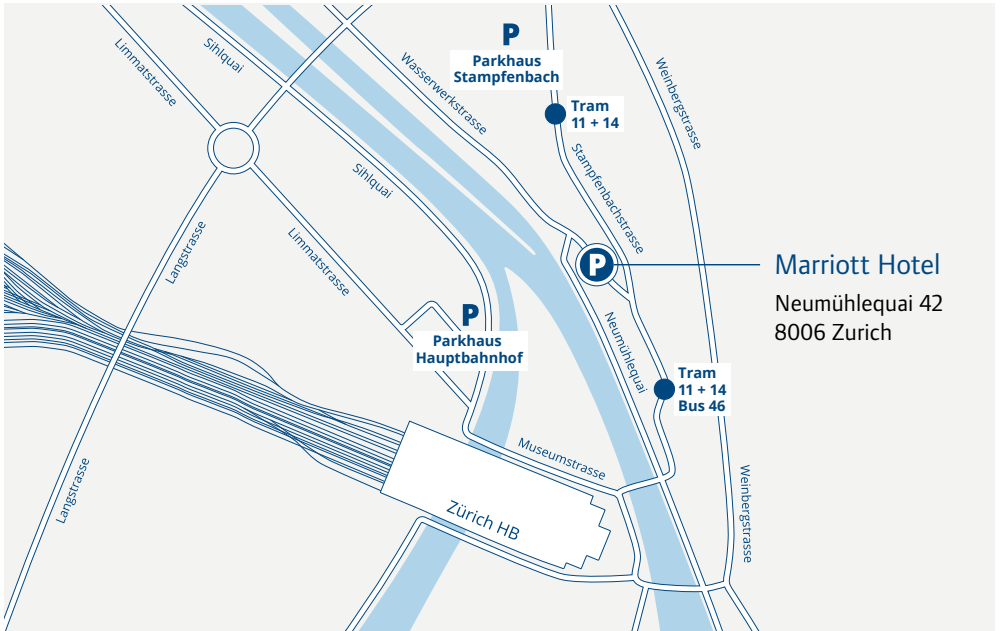 P
Parkhaus
Stampfenbach
Sihlquai
Limmatstrasse
Wasserwerkstrasse
Weinbergstrasse
Tram
11 + 14
Stampfenbachstrasse
Sihlquai
Langstrasse
Limmatstrasse
P
Marriott Hotel
Neumühlequai 42
8006 Zurich
P
Parkhaus
Hauptbahnhof
Neumühlequai
Tram
11 + 14
Bus 46
Museumstrasse
Weinbergstrasse
Langstrasse
Zürich HB